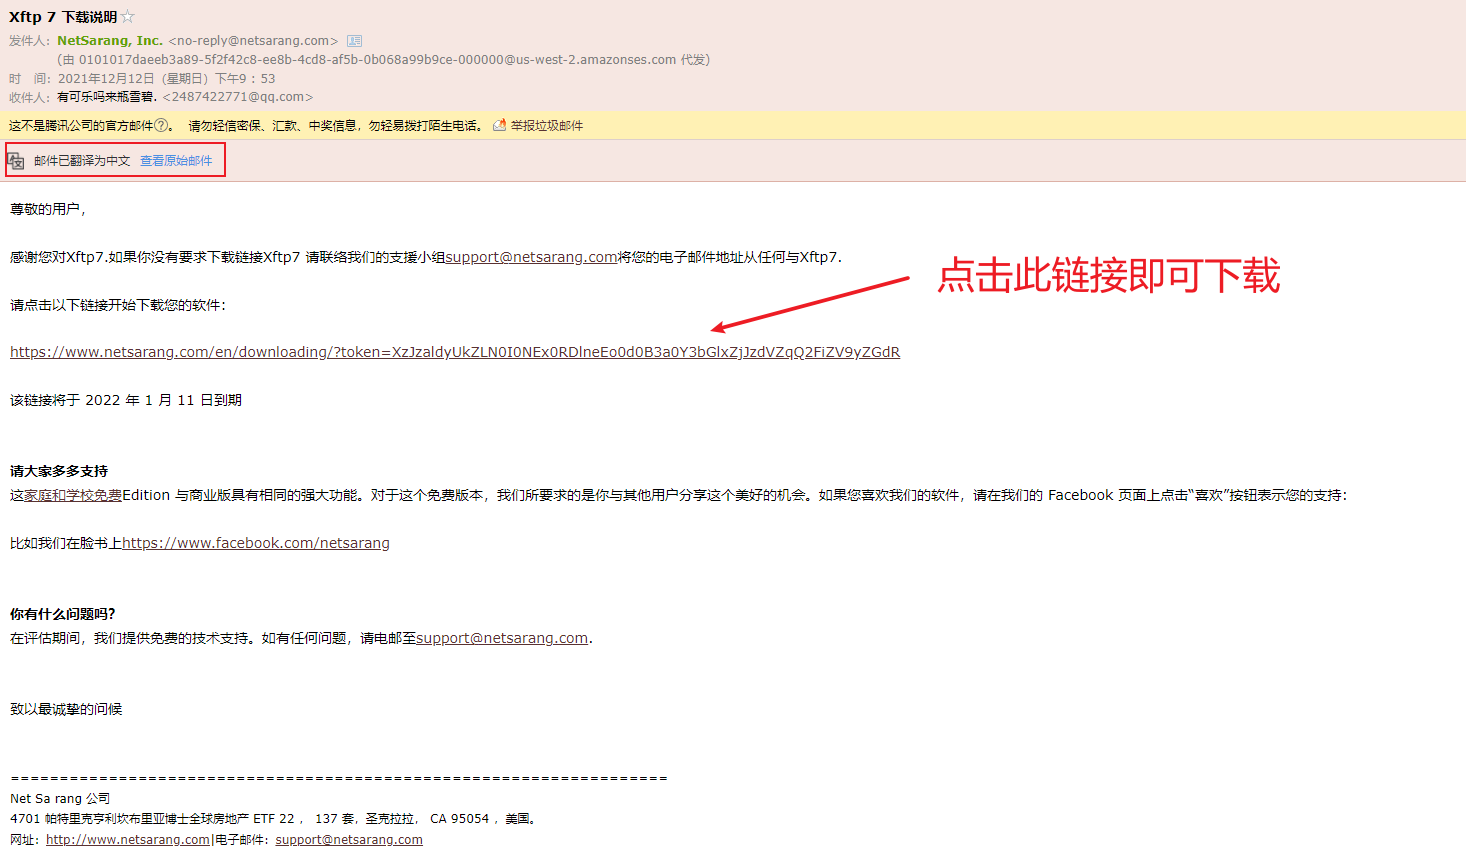 Xftp 7 下载说明
发件人：NetSarang, Inc. <no-reply@netsarang.com>
(由 0101017daeeb3a89-5f2f42c8-ee8b-4cd8-af5b-0b068a99b9ce-000000@us-west-2.amazonses.com 代发)
时　间：2021年12月12日（星期日）下午9：53
收件人：有可乐吗来瓶雪碧. <2487422771@qq.com>
这不是腾讯公司的官方邮件?。 请勿轻信密保、汇款、中奖信息，勿轻易拨打陌生电话。 举报垃圾邮件
邮件已翻译为中文 查看原始邮件
尊敬的用户，
感谢您对Xftp7.如果你没有要求下载链接Xftp7 请联络我们的支援小组support@netsarang.com将您的电子邮件地址从任何与Xftp7.
点击此链接即可下载
请点击以下链接开始下载您的软件：
https://www.netsarang.com/en/downloading/?token=XzJzaldyUkZLN0I0NEx0RDlneEo0d0B3a0Y3bGlxZjJzdVZqQ2FiZV9yZGdR
该链接将于 2022 年 1 月 11 日到期
请大家多多支持
这家庭和学校免费Edition 与商业版具有相同的强大功能。对于这个免费版本，我们所要求的是你与其他用户分享这个美好的机会。如果您喜欢我们的软件，请在我们的 Facebook 页面上点击“喜欢”按钮表示您的支持：
比如我们在脸书上https://www.facebook.com/netsarang
你有什么问题吗？
在评估期间，我们提供免费的技术支持。如有任何问题，请电邮至support@netsarang.com.
致以最诚挚的问候
===================================================================
Net Sa rang 公司
4701 帕特里克亨利坎布里亚博士全球房地产 ETF 22 ， 137 套，圣克拉拉， CA 95054 ，美国。
网址：http://www.netsarang.com|电子邮件：support@netsarang.com